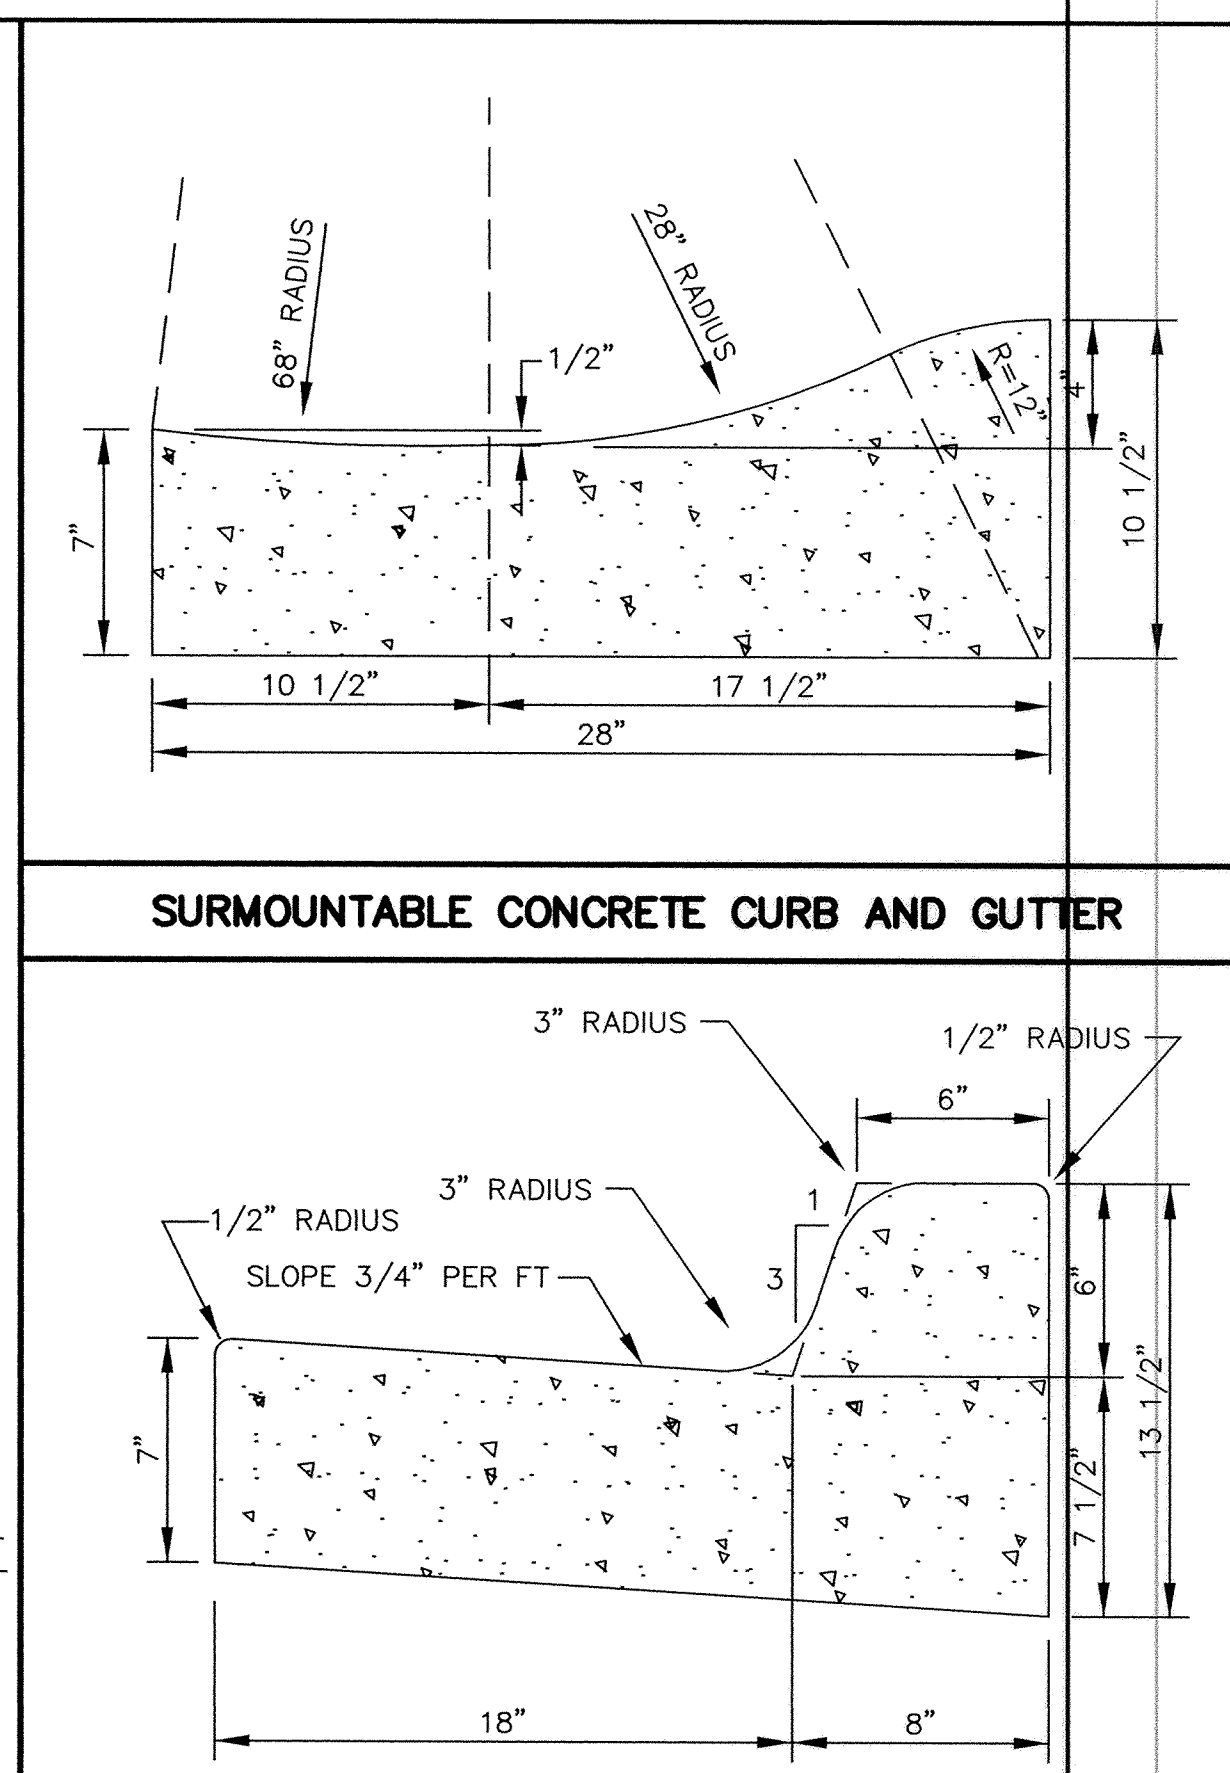 68” RADIUS
28” RADIUS
1/2”
R=12”
4”
10 1/2”
7”
10 1/2”
17 1/2”
28”
SURMOUNTABLE CONCRETE CURB AND GUTTER
3” RADIUS
1/2” RADIUS
6”
3” RADIUS
1
1/2” RADIUS
3
SLOPE 3/4” PER FT
6”
13 1/2”
7”
7 1/2”
18”
8”